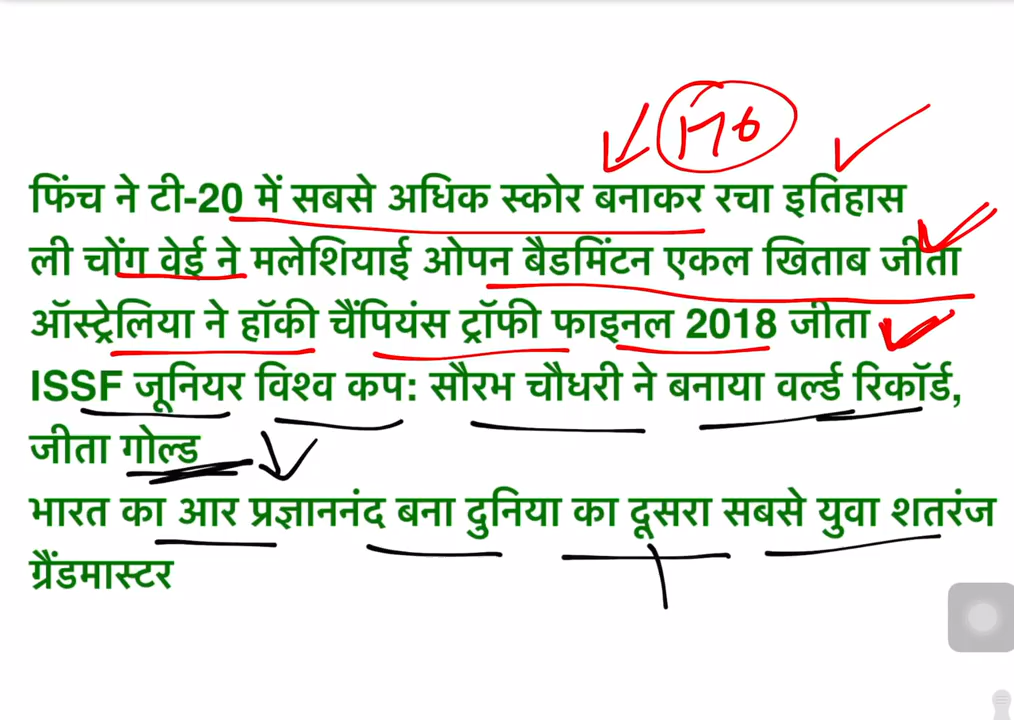 176
फिंच ने टी-20 में सबसे अधिक स्कोर बनाकर रचा इतिहास
ली चोंग वेई ने मलेशियाई ओपन बैडमिंटन एकल खिताब जीता
ऑस्ट्रेलिया ने हॉकी चैंपियंस ट्रॉफी फाइनल 2018 जीता
ISSF जूनियर विश्व कप: सौरभ चौधरी ने बनाया वर्ल्ड रिकॉर्ड,
जीता गोल्ड
भारत का आर प्रज्ञाननंद बना दुनिया का दूसरा सबसे युवा शतरंज
ग्रैंडमास्टर